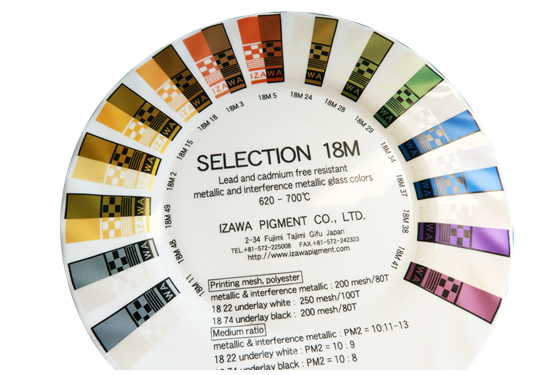 18M 11
18M 49
18M 2
18M 15
18M 18
18M 3
18M 5
18M 24
18M 28
18M 29
18M 34
18M 37
18M 38
18M 41
IZAWA
IZAWA
SELECTION 18M
Lead and cadmium free resistant
metallic and interference metallic glass colors
620 - 700℃
IZAWA PIGMENT CO., LTD.
2-34 Fujimi Tajimi Gifu Japan
TEL.+81-572-225008 FAX.+81-572-242323
http://www.izawapigment.com
Printing mesh, polyester
metallic & interference metallic : 200 mesh/80T
18 22 underlay white : 250 mesh/100T
18 74 underlay black : 200 mesh/80T
Medium ratio
metallic & interference metallic : PM2 = 10:11-13
18 22 underlay white : PM2 = 10 : 9
18 74 underlay black : PM2 = 10 : 8